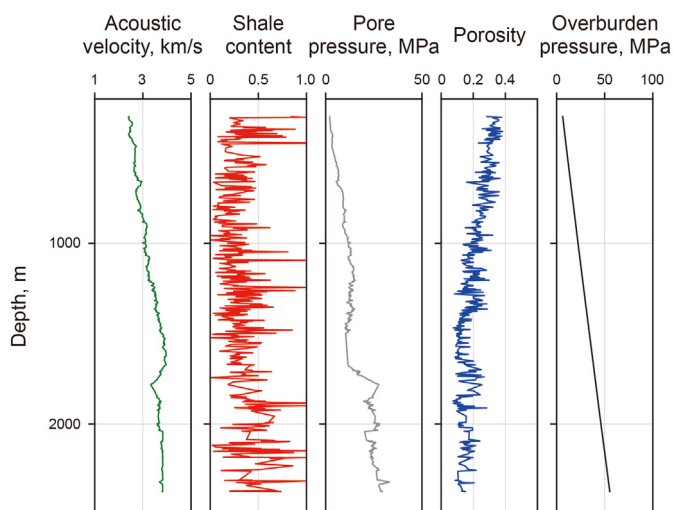 Acoustic
velocity, km/s
Shale
content
Pore
pressure, MPa
Porosity
Overburden
pressure, MPa
1 3 5
0 0.5 1.0
0 50
0 0.2 0.4
0 50 100
1000
2000
Depth, m